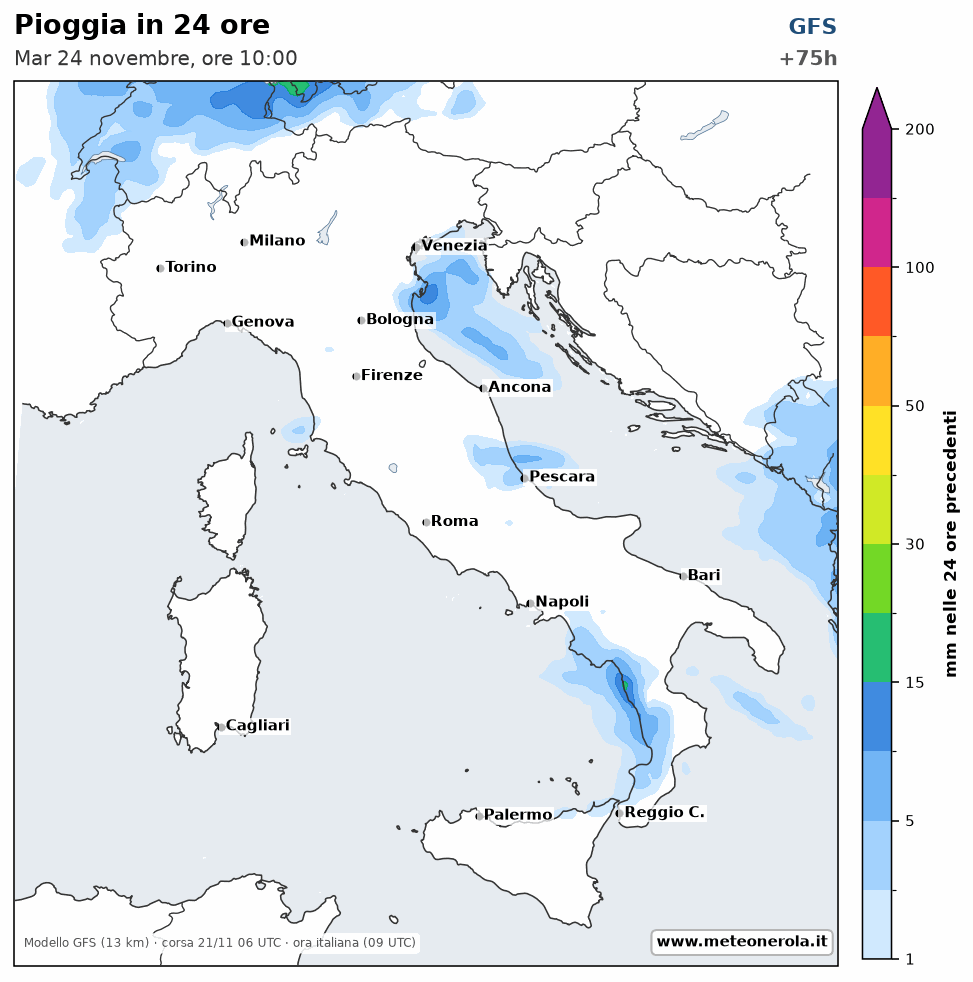 Pioggia in 24 ore
GFS
Mar 24 novembre, ore 10:00
+75h
200
100
50
30
15
5
1
mm nelle 24 ore precedenti
Venezia
Milano
Torino
Genova
Bologna
Firenze
Ancona
Pescara
Roma
Bari
Napoli
Cagliari
Palermo
Reggio C.
Modello GFS (13 km) · corsa 21/11 06 UTC · ora italiana (09 UTC)
www.meteonerola.it